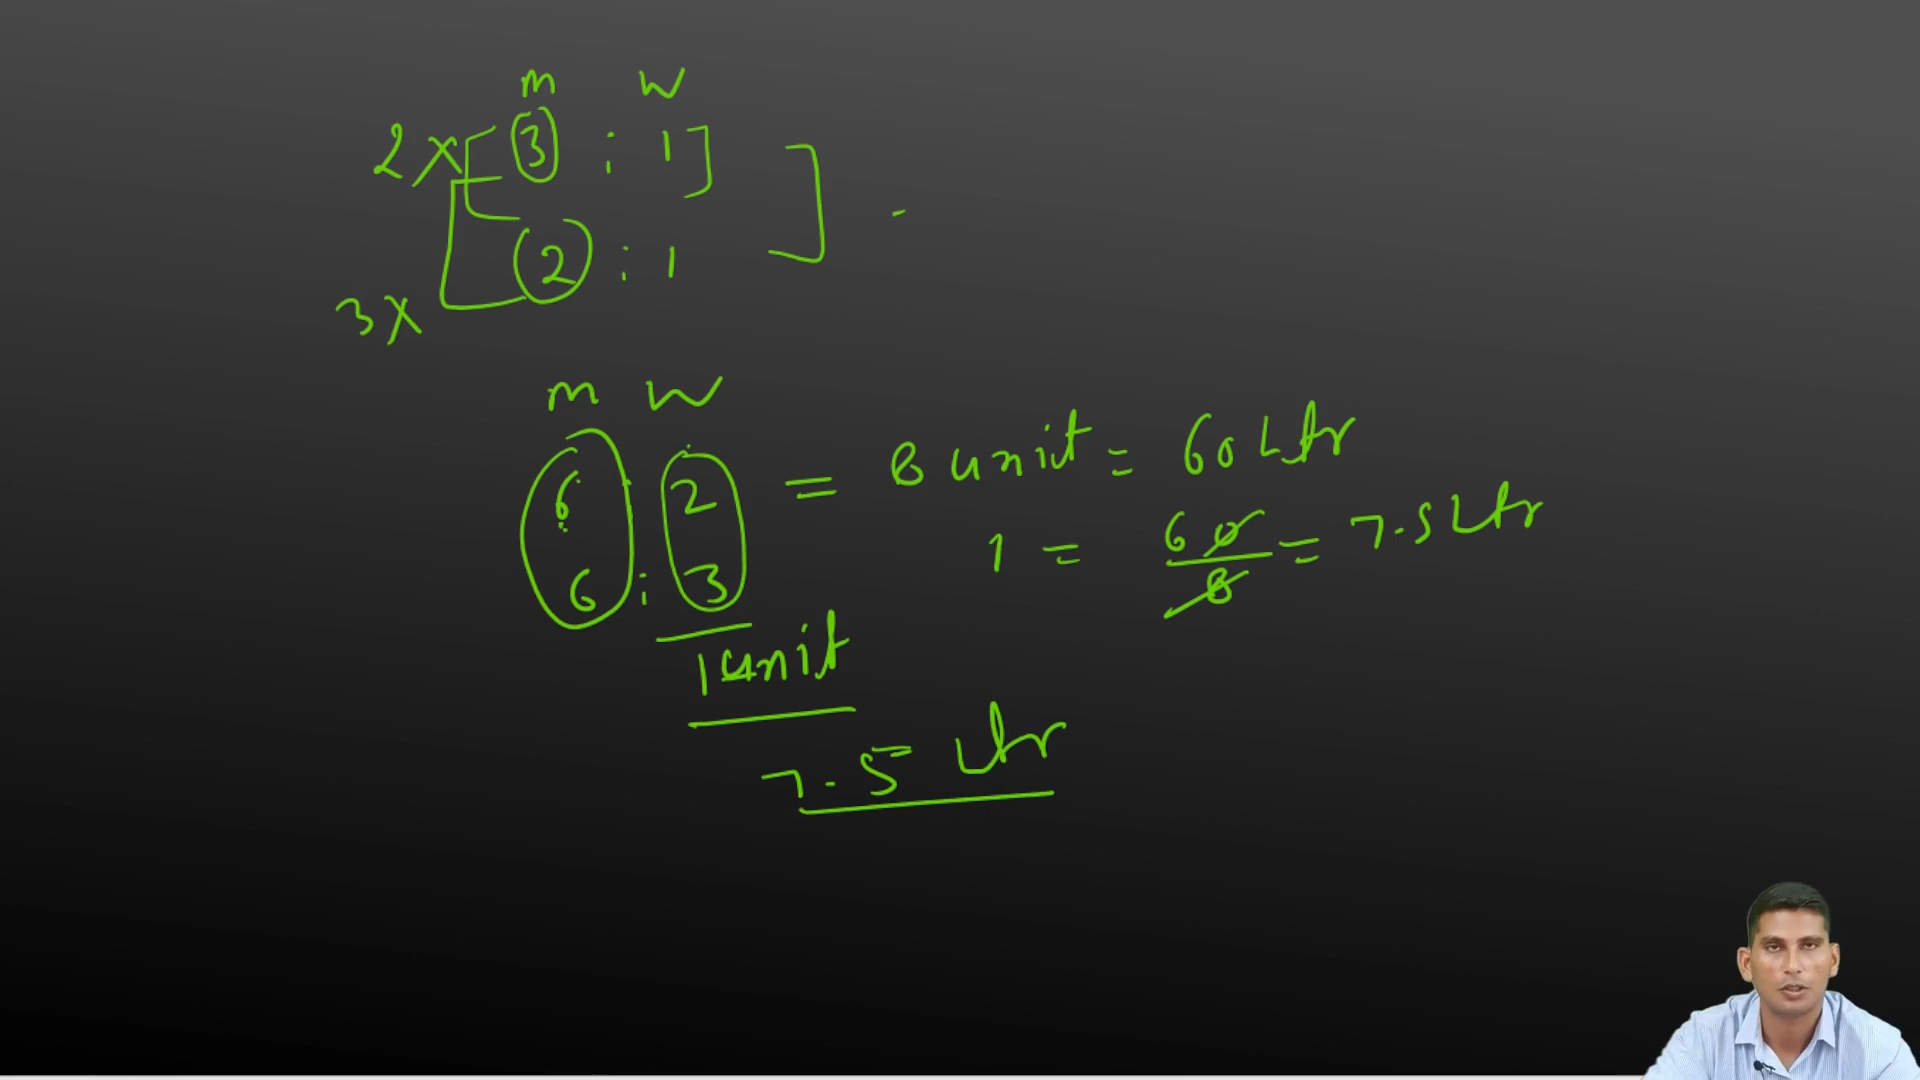 m w
2x [ 3 : 1 ]
3x 2 : 1
m w
6 : 2 = 8 unit = 60 Ltr
1 = 60/8 = 7.5 Ltr
6 : 3
1 unit
7.5 Ltr